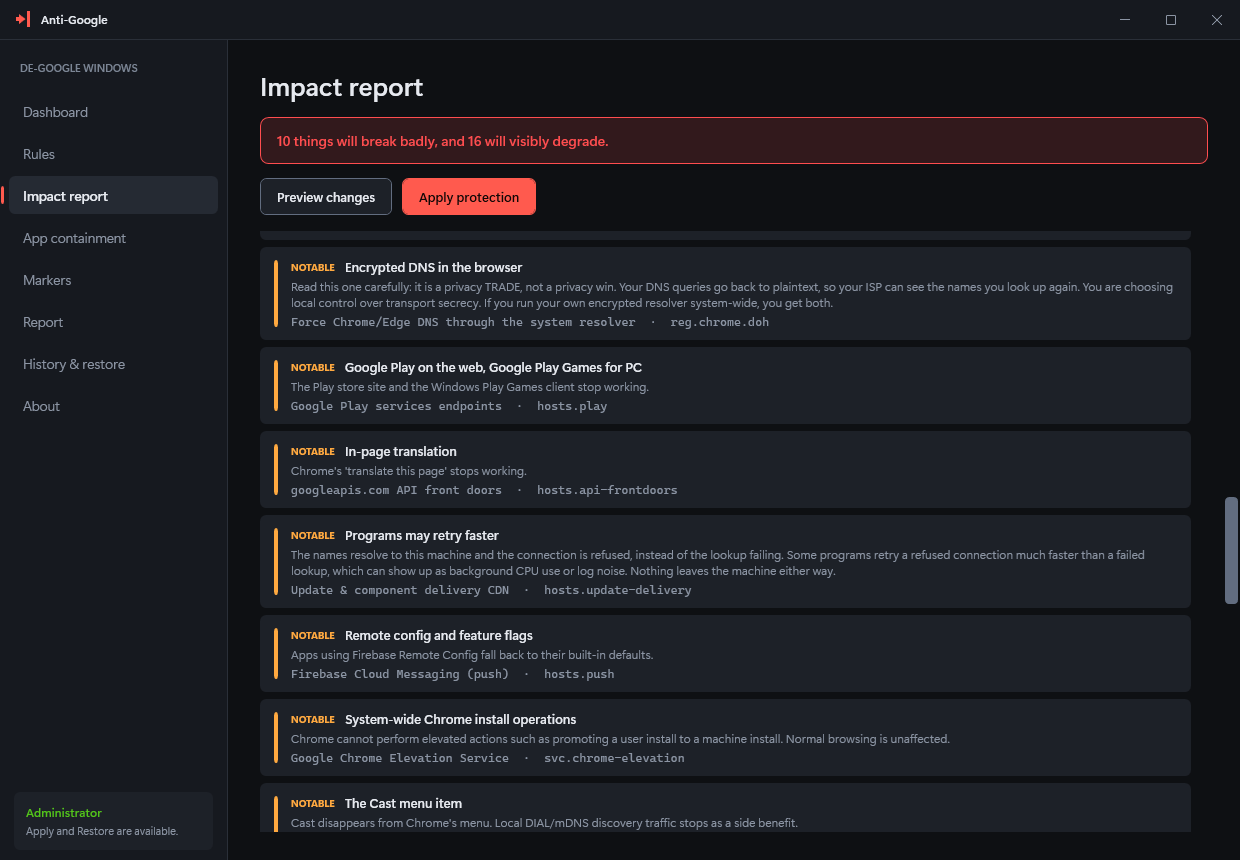 Anti-Google
DE-GOOGLE WINDOWS
Dashboard
Rules
Impact report
App containment
Markers
Report
History & restore
About
Administrator
Apply and Restore are available.
Impact report
10 things will break badly, and 16 will visibly degrade.
Preview changes
Apply protection
NOTABLE Encrypted DNS in the browser
Read this one carefully: it is a privacy TRADE, not a privacy win. Your DNS queries go back to plaintext, so your ISP can see the names you look up again. You are choosing
local control over transport secrecy. If you run your own encrypted resolver system-wide, you get both.
Force Chrome/Edge DNS through the system resolver · reg.chrome.doh
NOTABLE Google Play on the web, Google Play Games for PC
The Play store site and the Windows Play Games client stop working.
Google Play services endpoints · hosts.play
NOTABLE In-page translation
Chrome's 'translate this page' stops working.
googleapis.com API front doors · hosts.api-frontdoors
NOTABLE Programs may retry faster
The names resolve to this machine and the connection is refused, instead of the lookup failing. Some programs retry a refused connection much faster than a failed
lookup, which can show up as background CPU use or log noise. Nothing leaves the machine either way.
Update & component delivery CDN · hosts.update-delivery
NOTABLE Remote config and feature flags
Apps using Firebase Remote Config fall back to their built-in defaults.
Firebase Cloud Messaging (push) · hosts.push
NOTABLE System-wide Chrome install operations
Chrome cannot perform elevated actions such as promoting a user install to a machine install. Normal browsing is unaffected.
Google Chrome Elevation Service · svc.chrome-elevation
NOTABLE The Cast menu item
Cast disappears from Chrome's menu. Local DIAL/mDNS discovery traffic stops as a side benefit.